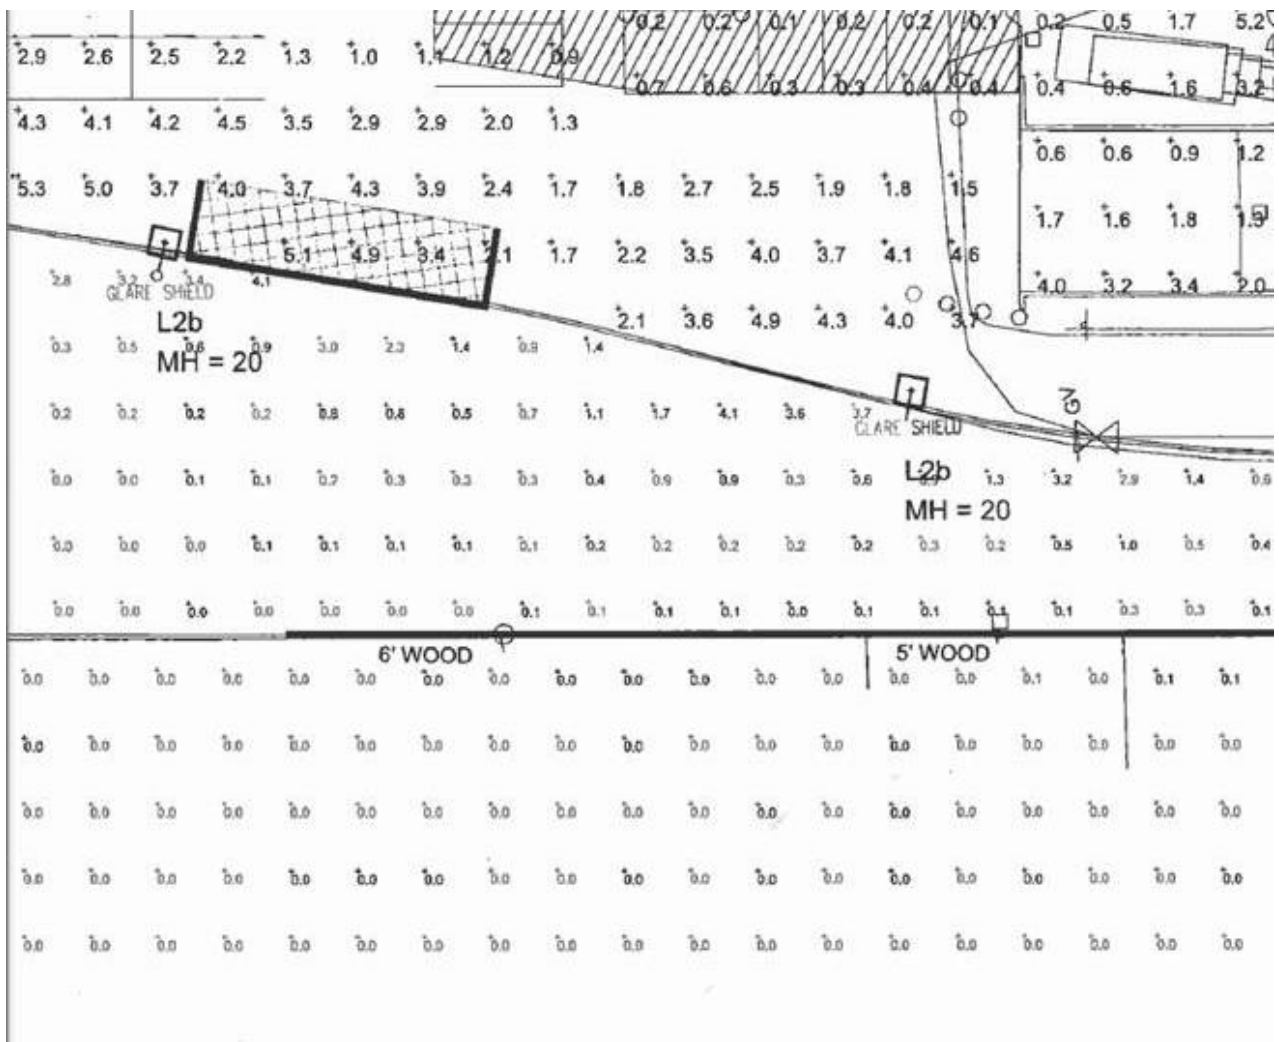 0.2 0.2 0.1 0.2 0.2 0.1 0.2 0.5 1.7 5.2
2.9 2.6 2.5 2.2 1.3 1.0 1.2 0.9
0.7 0.6 0.3 0.3 0.4 0.4 0.4 0.6 1.6 3.2
4.3 4.1 4.2 4.5 3.5 2.9 2.9 2.0 1.3
0.6 0.6 0.9 1.2
5.3 5.0 3.7 4.0 3.7 4.3 3.9 2.4 1.7 1.8 2.7 2.5 1.9 1.8 1.5
1.7 1.6 1.8
5.1 4.9 3.4 1.7 2.2 3.5 4.0 3.7 4.1 4.6
2.8 3.2 3.4 4.1
4.0 3.2 3.4 2.0
GLARE SHIELD
L2b
MH = 20
2.1 3.6 4.9 4.3 4.0 3.7
0.3 0.5 0.6 0.9 3.0 2.3 1.4 0.9 1.4
GV
0.2 0.2 0.2 0.2 0.8 0.8 0.5 0.7 1.1 1.7 4.1 3.6 3.7
GLARE SHIELD
L2b
MH = 20
0.0 0.0 0.1 0.1 0.2 0.3 0.3 0.3 0.4 0.9 0.9 0.3 0.6 1.3 3.2 2.9 1.4 0.6
0.0 0.0 0.0 0.1 0.1 0.1 0.1 0.1 0.2 0.2 0.2 0.2 0.2 0.3 0.2 0.5 1.0 0.5 0.4
0.0 0.0 0.0 0.0 0.0 0.0 0.0 0.1 0.1 0.1 0.1 0.0 0.1 0.1 0.1 0.1 0.3 0.3 0.1
6' WOOD 5' WOOD
0.0 0.0 0.0 0.0 0.0 0.0 0.0 0.0 0.0 0.0 0.0 0.0 0.0 0.0 0.0 0.1 0.0 0.1 0.1
0.0 0.0 0.0 0.0 0.0 0.0 0.0 0.0 0.0 0.0 0.0 0.0 0.0 0.0 0.0 0.0 0.0 0.0 0.0
0.0 0.0 0.0 0.0 0.0 0.0 0.0 0.0 0.0 0.0 0.0 0.0 0.0 0.0 0.0 0.0 0.0 0.0 0.0
0.0 0.0 0.0 0.0 0.0 0.0 0.0 0.0 0.0 0.0 0.0 0.0 0.0 0.0 0.0 0.0 0.0 0.0 0.0
0.0 0.0 0.0 0.0 0.0 0.0 0.0 0.0 0.0 0.0 0.0 0.0 0.0 0.0 0.0 0.0 0.0 0.0 0.0